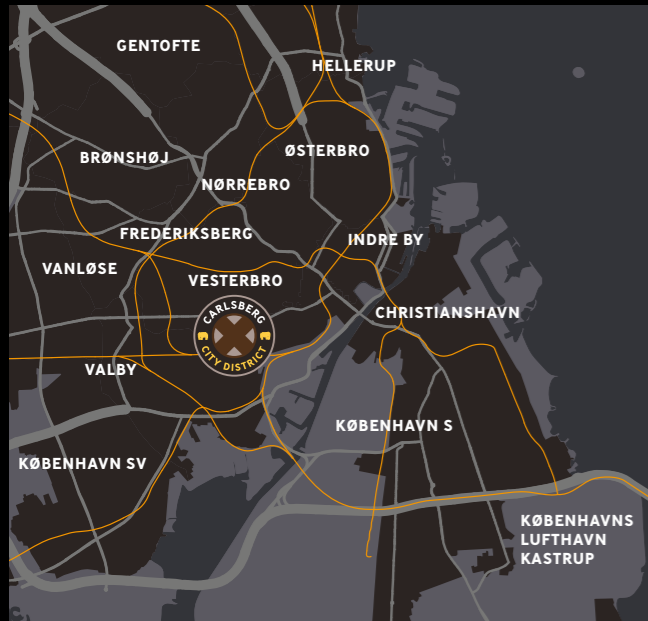 GENTOFTE
HELLERUP
BRØNSHØJ
ØSTERBRO
NØRREBRO
FREDERIKSBERG
INDRE BY
VANLØSE
VESTERBRO
CARLSBERG
CITY DISTRICT
CHRISTIANSHAVN
VALBY
KØBENHAVN S
KØBENHAVN SV
KØBENHAVNS
LUFTHAVN
KASTRUP